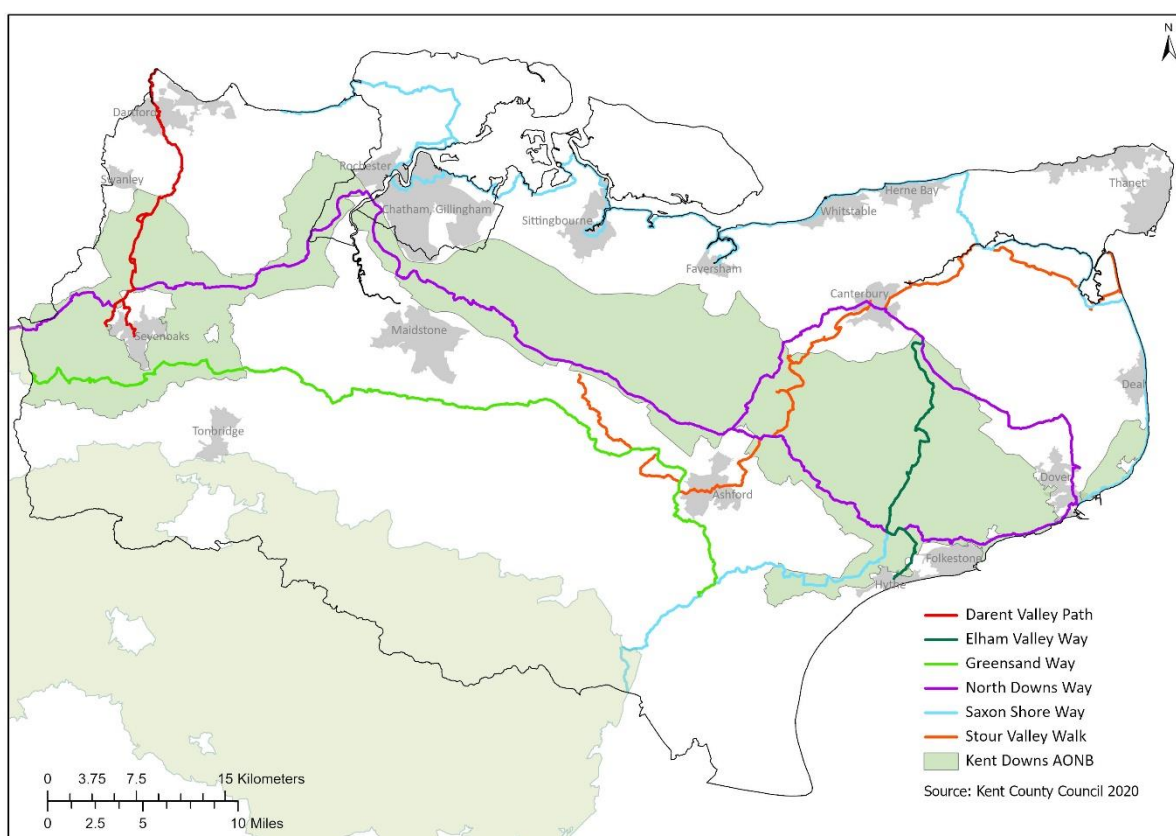 N
Dartford
Swanley
Rochester
Chatham, Gillingham
Sittingbourne
Faversham
Whitstable
Herne Bay
Thanet
Canterbury
Sevenoaks
Maidstone
Deal
Tonbridge
Ashford
Dover
Folkestone
Hythe
Darent Valley Path
Elham Valley Way
Greensand Way
North Downs Way
Saxon Shore Way
Stour Valley Walk
Kent Downs AONB
Source: Kent County Council 2020
0 3.75 7.5 15 Kilometers
0 2.5 5 10 Miles